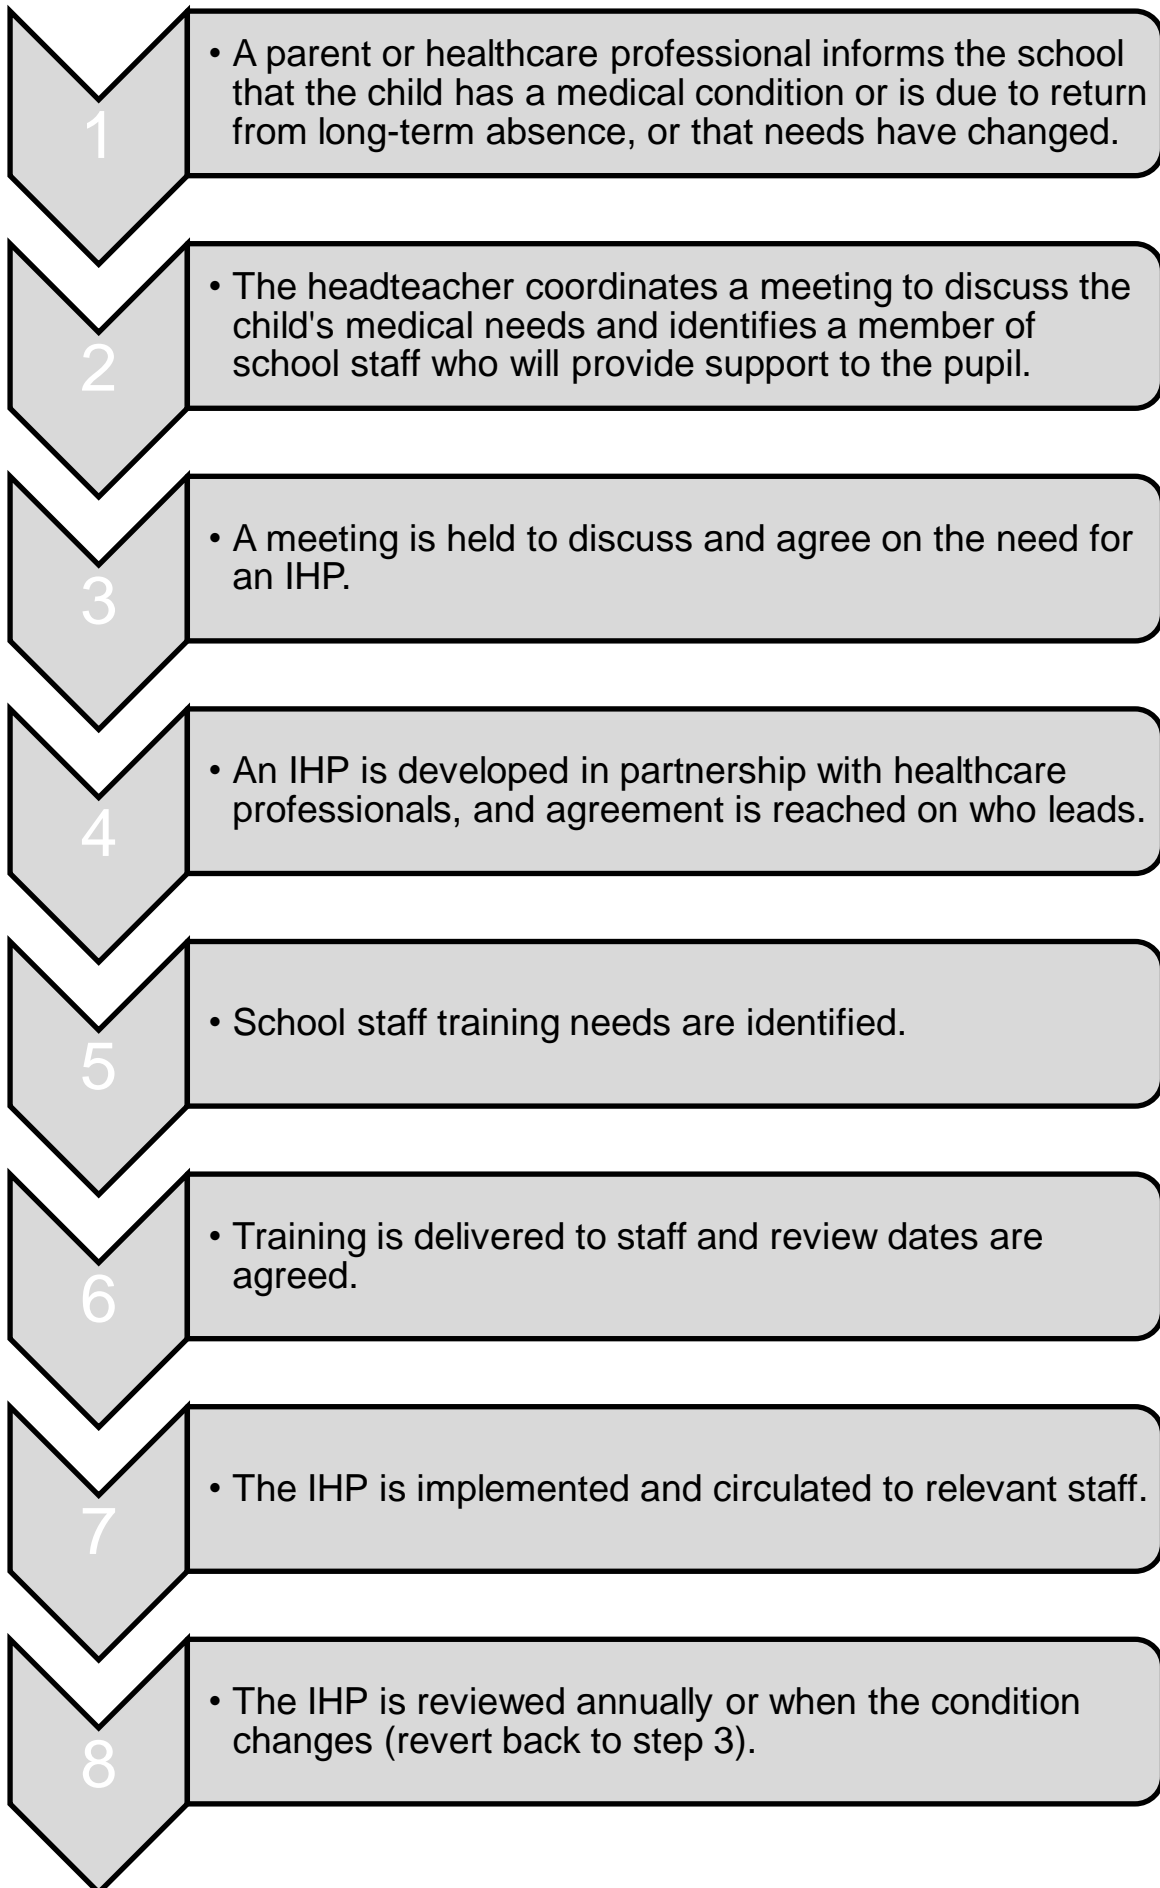 1
• A parent or healthcare professional informs the school
that the child has a medical condition or is due to return
from long-term absence, or that needs have changed.
2
• The headteacher coordinates a meeting to discuss the
child's medical needs and identifies a member of
school staff who will provide support to the pupil.
3
• A meeting is held to discuss and agree on the need for
an IHP.
4
• An IHP is developed in partnership with healthcare
professionals, and agreement is reached on who leads.
5
• School staff training needs are identified.
6
• Training is delivered to staff and review dates are
agreed.
7
• The IHP is implemented and circulated to relevant staff.
8
• The IHP is reviewed annually or when the condition
changes (revert back to step 3).